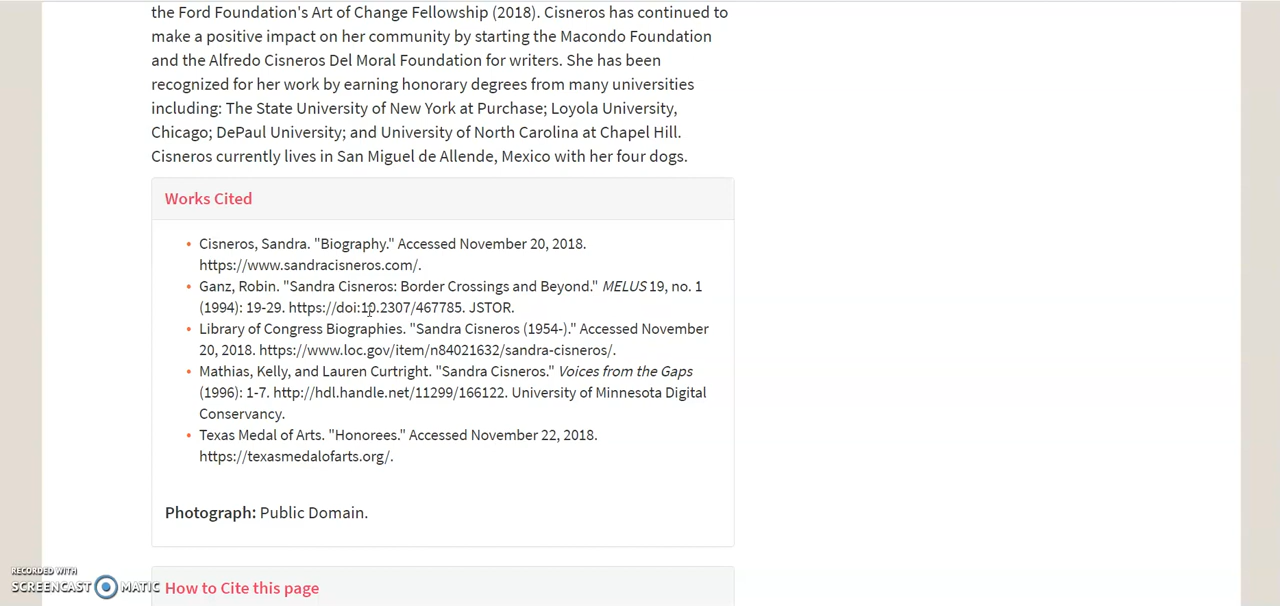 the Ford Foundation's Art of Change Fellowship (2018). Cisneros has continued to
make a positive impact on her community by starting the Macondo Foundation
and the Alfredo Cisneros Del Moral Foundation for writers. She has been
recognized for her work by earning honorary degrees from many universities
including: The State University of New York at Purchase; Loyola University,
Chicago; DePaul University; and University of North Carolina at Chapel Hill.
Cisneros currently lives in San Miguel de Allende, Mexico with her four dogs.
Works Cited
• Cisneros, Sandra. "Biography." Accessed November 20, 2018.
https://www.sandracisneros.com/.
• Ganz, Robin. "Sandra Cisneros: Border Crossings and Beyond." MELUS 19, no. 1
(1994): 19-29. https://doi:10.2307/467785. JSTOR.
• Library of Congress Biographies. "Sandra Cisneros (1954-)." Accessed November
20, 2018. https://www.loc.gov/item/n84021632/sandra-cisneros/.
• Mathias, Kelly, and Lauren Curtright. "Sandra Cisneros." Voices from the Gaps
(1996): 1-7. http://hdl.handle.net/11299/166122. University of Minnesota Digital
Conservancy.
• Texas Medal of Arts. "Honorees." Accessed November 22, 2018.
https://texasmedalofarts.org/.
Photograph: Public Domain.
RECORDED WITH
SCREENCAST MATIC
How to Cite this page